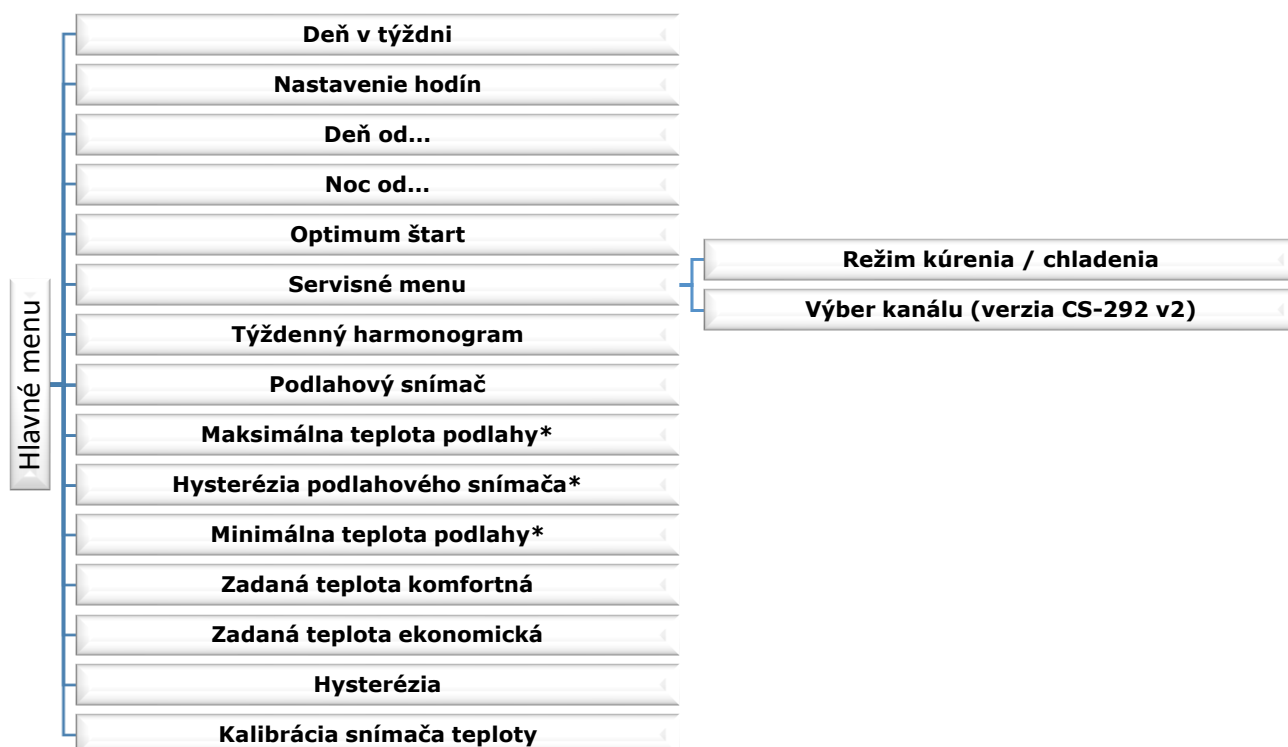 Hlavné menu
Deň v týždni
Nastavenie hodín
Deň od...
Noc od...
Optimum štart
Servisné menu
Režim kúrenia / chladenia
Výber kanálu (verzia CS-292 v2)
Týždenný harmonogram
Podlahový snímač
Maksimálna teplota podlahy*
Hysterézia podlahového snímača*
Minimálna teplota podlahy*
Zadaná teplota komfortná
Zadaná teplota ekonomická
Hysterézia
Kalibrácia snímača teploty